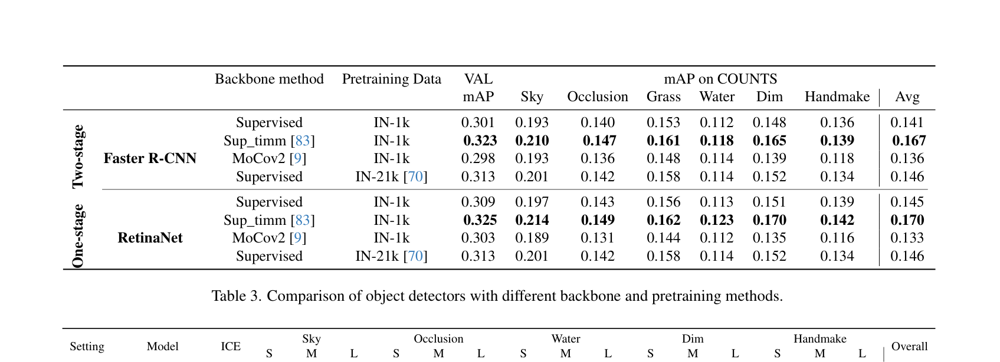 Backbone method Pretraining Data VAL mAP on COUNTS
mAP Sky Occlusion Grass Water Dim Handmake Avg
Two-stage
Faster R-CNN
Supervised IN-1k 0.301 0.193 0.140 0.153 0.112 0.148 0.136 0.141
Sup_timm [83] IN-1k 0.323 0.210 0.147 0.161 0.118 0.165 0.139 0.167
MoCov2 [9] IN-1k 0.298 0.193 0.136 0.148 0.114 0.139 0.118 0.136
Supervised IN-21k [70] 0.313 0.201 0.142 0.158 0.114 0.152 0.134 0.146
One-stage
RetinaNet
Supervised IN-1k 0.309 0.197 0.143 0.156 0.113 0.151 0.139 0.145
Sup_timm [83] IN-1k 0.325 0.214 0.149 0.162 0.123 0.170 0.142 0.170
MoCov2 [9] IN-1k 0.303 0.189 0.131 0.144 0.112 0.135 0.116 0.133
Supervised IN-21k [70] 0.313 0.201 0.142 0.158 0.114 0.152 0.134 0.146
Table 3. Comparison of object detectors with different backbone and pretraining methods.
Setting Model ICE Sky Occlusion Water Dim Handmake Overall
S M L S M L S M L S M L S M L